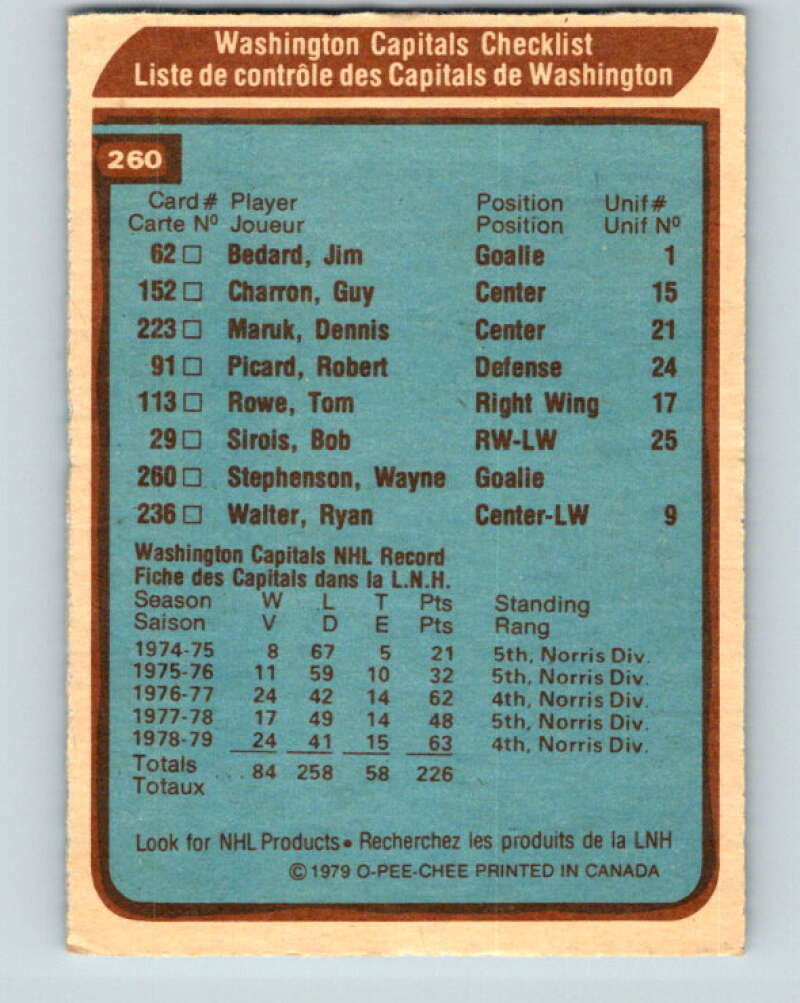 Washington Capitals Checklist
Liste de contrôle des Capitals de Washington
260
Card # Player Position Unif #
Carte Nº Joueur Position Unif Nº
62 □ Bedard, Jim Goalie 1
152 □ Charron, Guy Center 15
223 □ Maruk, Dennis Center 21
91 □ Picard, Robert Defense 24
113 □ Rowe, Tom Right Wing 17
29 □ Sirois, Bob RW-LW 25
260 □ Stephenson, Wayne Goalie
236 □ Walter, Ryan Center-LW 9
Washington Capitals NHL Record
Fiche des Capitals dans la L.N.H.
Season W L T Pts Standing
Saison V D E Pts Rang
1974-75 8 67 5 21 5th, Norris Div.
1975-76 11 59 10 32 5th, Norris Div.
1976-77 24 42 14 62 4th, Norris Div.
1977-78 17 49 14 48 5th, Norris Div.
1978-79 24 41 15 63 4th, Norris Div.
Totals ... 84 258 58 226
Totaux
Look for NHL Products • Recherchez les produits de la LNH
© 1979 O-PEE-CHEE PRINTED IN CANADA